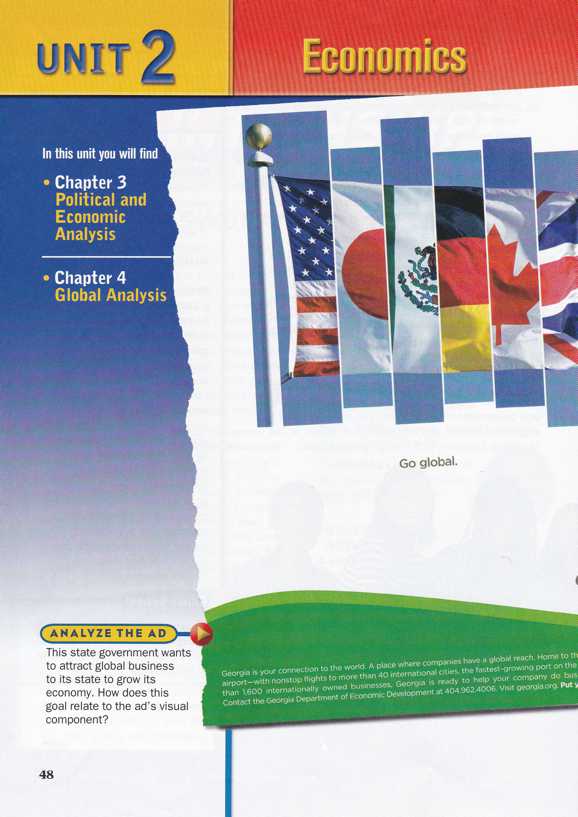 UNIT 2
Economics
In this unit you will find
• Chapter 3
Political and
Economic
Analysis
• Chapter 4
Global Analysis
Go global.
ANALYZE THE AD
This state government wants
to attract global business
to its state to grow its
economy. How does this
goal relate to the ad's visual
component?
Georgia is your connection to the world. A place where companies have a global reach. Home to
airport—with nonstop flights to more than 40 international cities, the fastest-growing port on the
than 1,600 internationally owned businesses, Georgia is ready to help your company do
Contact the Georgia Department of Economic Development at 404.962.4006. Visit georgia.org. Put
48